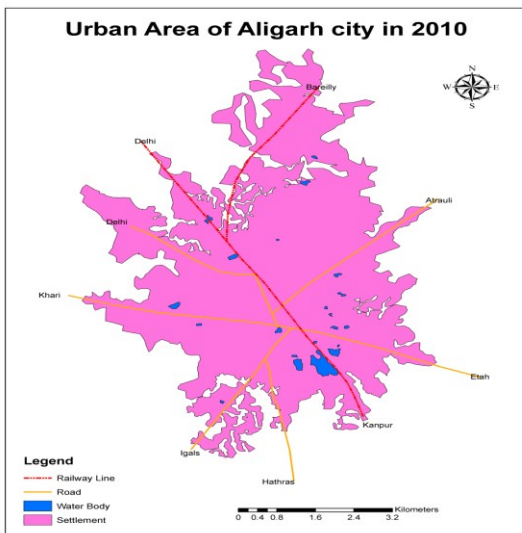 Urban Area of Aligarh city in 2010
N
W E
S
Bareilly
Delhi
Atrauli
Delhi
Khari
Etah
Kanpur
Igals
Hathras
Legend
Railway Line
Road
Water Body
Settlement
Kilometers
0 0.4 0.8 1.6 2.4 3.2